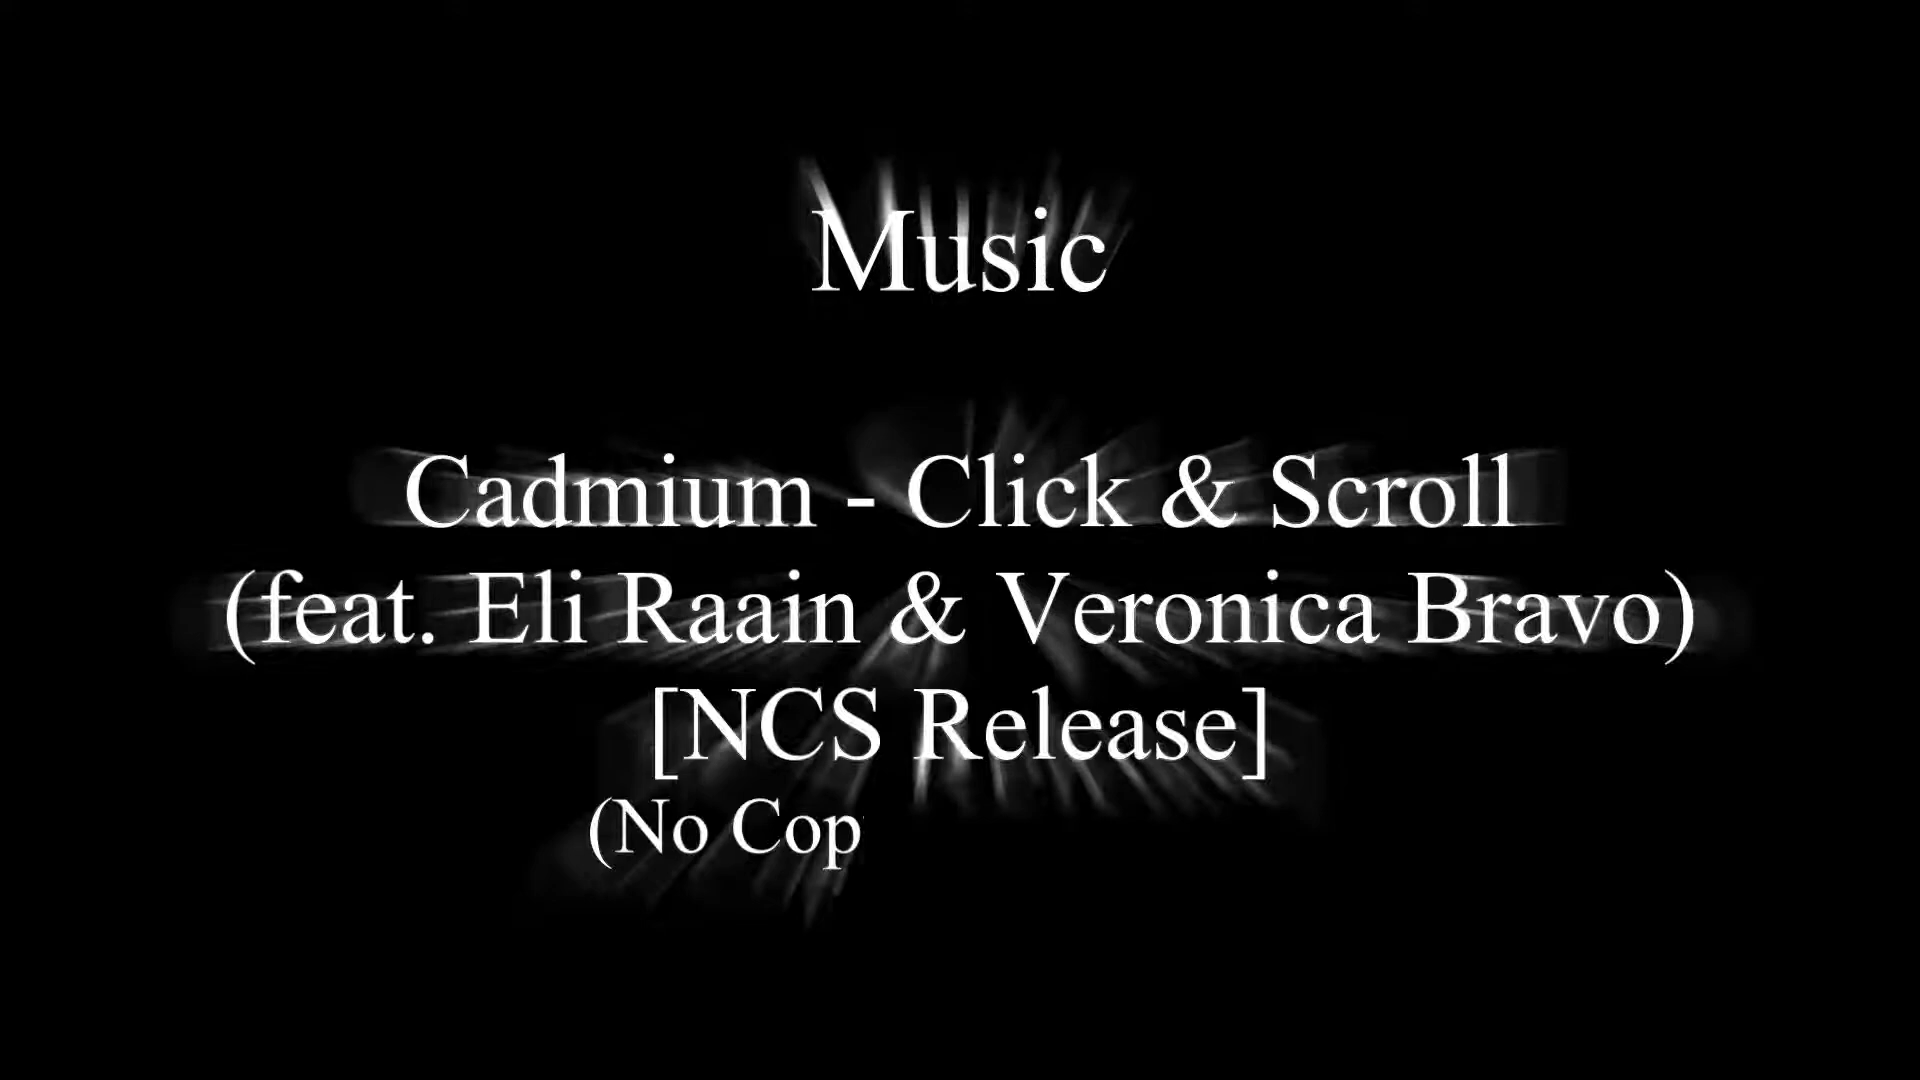 Music
Cadmium - Click & Scroll
(feat. Eli Raain & Veronica Bravo)
[NCS Release]
(No Cop